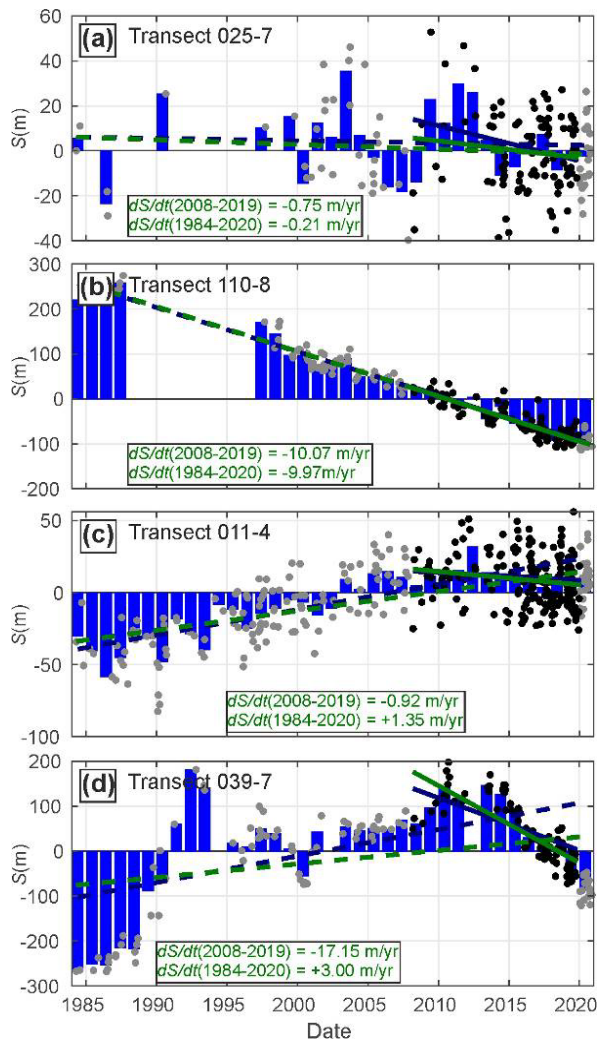 (a) Transect 025-7
60
40
20
0
-20
-40
S(m)
dS/dt(2008-2019) = -0.75 m/yr
dS/dt(1984-2020) = -0.21 m/yr
(b) Transect 110-8
300
200
100
0
-100
-200
S(m)
dS/dt(2008-2019) = -10.07 m/yr
dS/dt(1984-2020) = -9.97m/yr
(c) Transect 011-4
50
0
-50
-100
S(m)
dS/dt(2008-2019) = -0.92 m/yr
dS/dt(1984-2020) = +1.35 m/yr
(d) Transect 039-7
200
100
0
-100
-200
-300
S(m)
dS/dt(2008-2019) = -17.15 m/yr
dS/dt(1984-2020) = +3.00 m/yr
1985 1990 1995 2000 2005 2010 2015 2020
Date